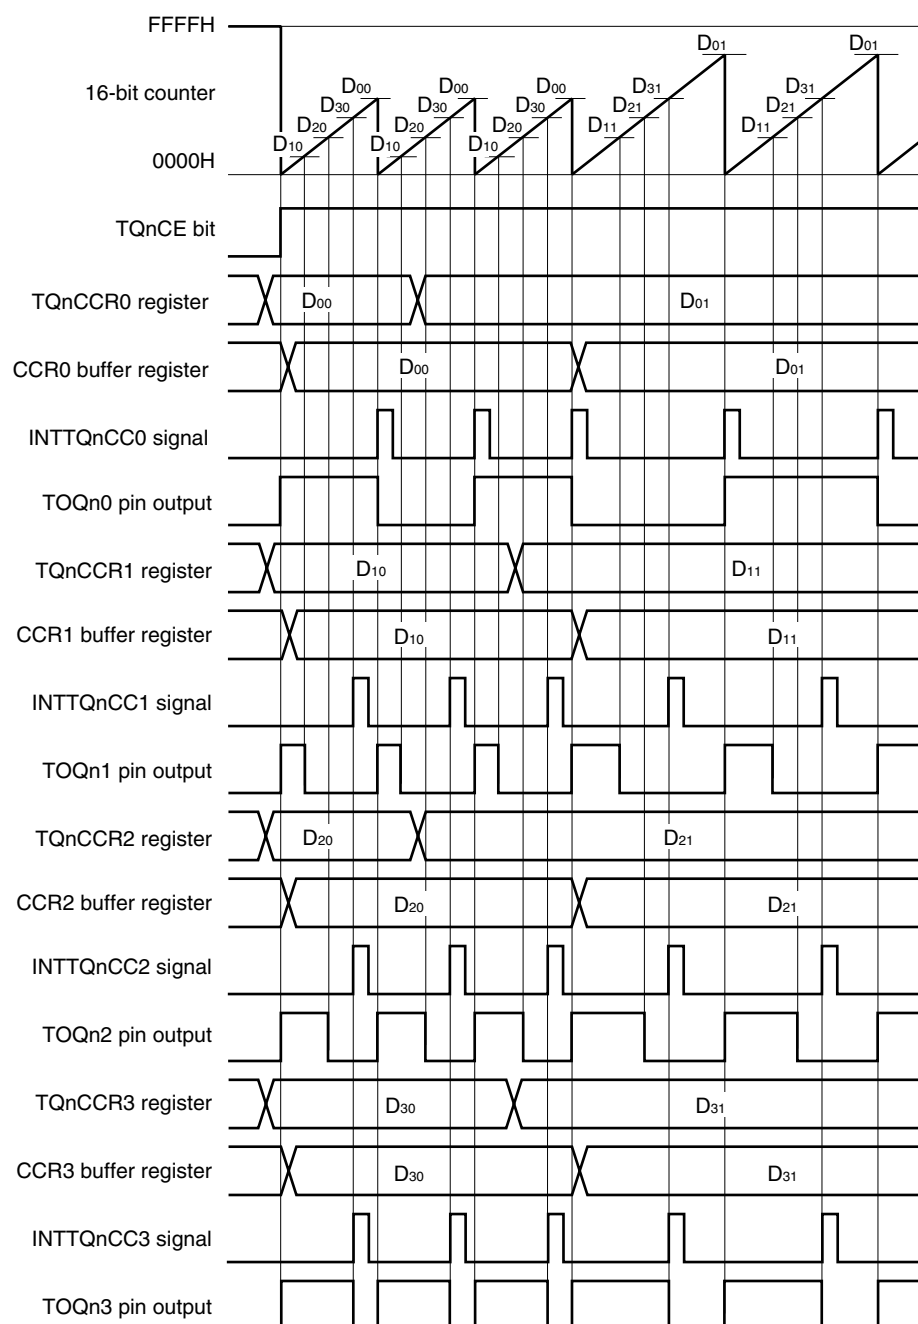 FFFFH
D01 D01
16-bit counter
D00 D00 D00 D31 D31
D30 D30 D30 D21 D21
D20 D20 D20 D11 D11
D10 D10 D10
0000H
TQnCE bit
TQnCCR0 register D00 D01
CCR0 buffer register D00 D01
INTTQnCC0 signal
TOQn0 pin output
TQnCCR1 register D10 D11
CCR1 buffer register D10 D11
INTTQnCC1 signal
TOQn1 pin output
TQnCCR2 register D20 D21
CCR2 buffer register D20 D21
INTTQnCC2 signal
TOQn2 pin output
TQnCCR3 register D30 D31
CCR3 buffer register D30 D31
INTTQnCC3 signal
TOQn3 pin output